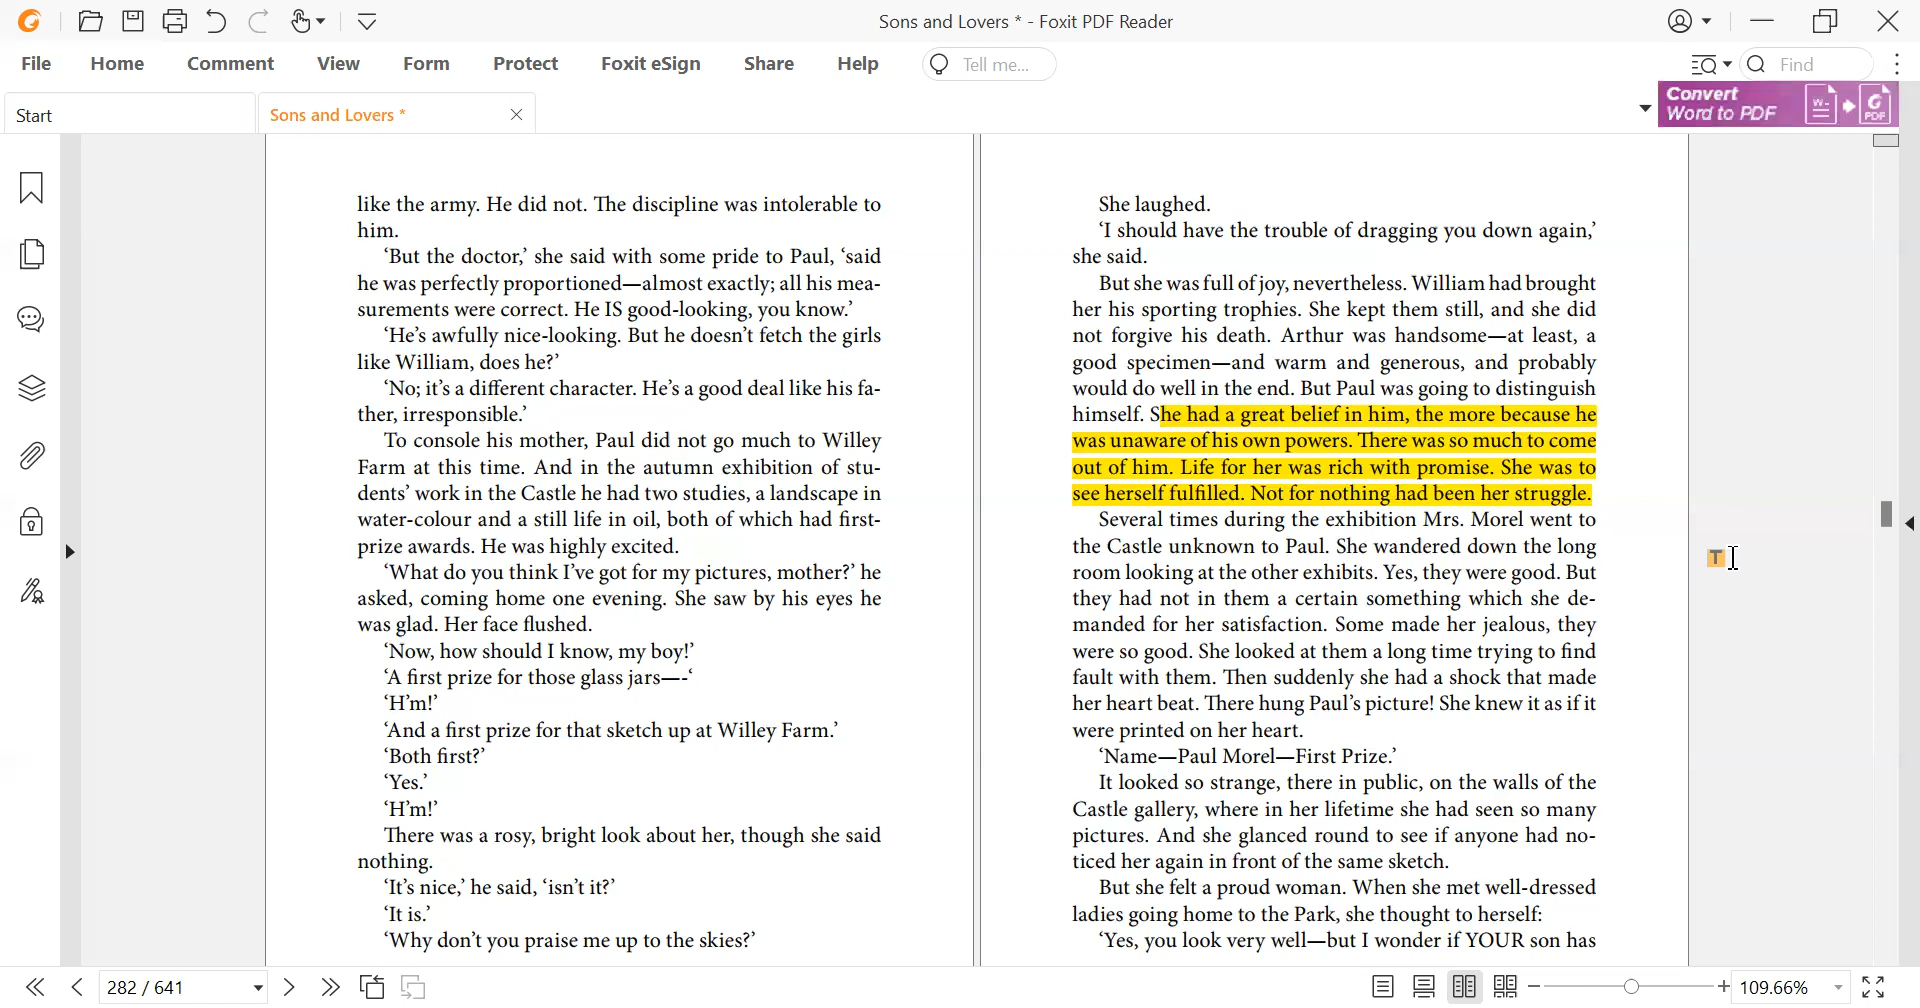 Sons and Lovers * - Foxit PDF Reader
File Home Comment View Form Protect Foxit eSign Share Help Tell me... Find
Start
Sons and Lovers *
Convert
Word to PDF
W
PDF
like the army. He did not. The discipline was intolerable to
him.
‘But the doctor,’ she said with some pride to Paul, ‘said
he was perfectly proportioned—almost exactly; all his mea-
surements were correct. He IS good-looking, you know.’
‘He’s awfully nice-looking. But he doesn’t fetch the girls
like William, does he?’
‘No; it’s a different character. He’s a good deal like his fa-
ther, irresponsible.’
To console his mother, Paul did not go much to Willey
Farm at this time. And in the autumn exhibition of stu-
dents’ work in the Castle he had two studies, a landscape in
water-colour and a still life in oil, both of which had first-
prize awards. He was highly excited.
‘What do you think I’ve got for my pictures, mother?’ he
asked, coming home one evening. She saw by his eyes he
was glad. Her face flushed.
‘Now, how should I know, my boy!’
‘A first prize for those glass jars—-‘
‘H’m!’
‘And a first prize for that sketch up at Willey Farm.’
‘Both first?’
‘Yes.’
‘H’m!’
There was a rosy, bright look about her, though she said
nothing.
‘It’s nice,’ he said, ‘isn’t it?’
‘It is.’
‘Why don’t you praise me up to the skies?’
She laughed.
‘I should have the trouble of dragging you down again,’
she said.
But she was full of joy, nevertheless. William had brought
her his sporting trophies. She kept them still, and she did
not forgive his death. Arthur was handsome—at least, a
good specimen—and warm and generous, and probably
would do well in the end. But Paul was going to distinguish
himself. She had a great belief in him, the more because he
was unaware of his own powers. There was so much to come
out of him. Life for her was rich with promise. She was to
see herself fulfilled. Not for nothing had been her struggle.
Several times during the exhibition Mrs. Morel went to
the Castle unknown to Paul. She wandered down the long
room looking at the other exhibits. Yes, they were good. But
they had not in them a certain something which she de-
manded for her satisfaction. Some made her jealous, they
were so good. She looked at them a long time trying to find
fault with them. Then suddenly she had a shock that made
her heart beat. There hung Paul’s picture! She knew it as if it
were printed on her heart.
‘Name—Paul Morel—First Prize.’
It looked so strange, there in public, on the walls of the
Castle gallery, where in her lifetime she had seen so many
pictures. And she glanced round to see if anyone had no-
ticed her again in front of the same sketch.
But she felt a proud woman. When she met well-dressed
ladies going home to the Park, she thought to herself:
‘Yes, you look very well—but I wonder if YOUR son has
T
282 / 641
109.66%